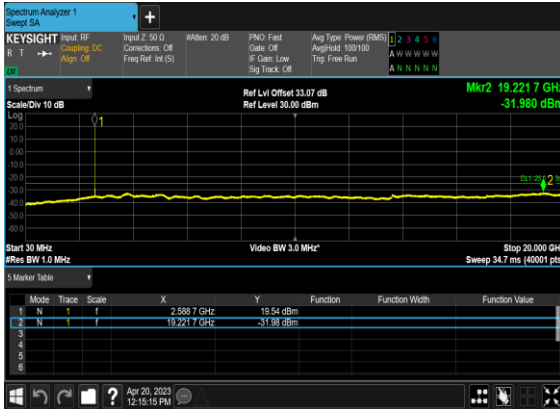 Spectrum Analyzer 1
Swept SA
+
KEYSIGHT
R T
LV
Input: RF
Coupling: DC
Align: Off
Input Z: 50 Ω
Corrections: Off
Freq Ref: Int (S)
#Atten: 20 dB
PNO: Fast
Gate: Off
IF Gain: Low
Sig Track: Off
Avg Type: Power (RMS)
Avg|Hold: 100/100
Trig: Free Run
1 2 3 4 5 6
A W W W W W
A N N N N N
1 Spectrum
Scale/Div 10 dB
Ref Lvl Offset 33.07 dB
Ref Level 30.00 dBm
Mkr2 19.221 7 GHz
-31.980 dBm
Log
20.0
10.0
0.00
-10.0
-20.0
-30.0
-40.0
-50.0
-60.0
1
2
Start 30 MHz
#Res BW 1.0 MHz
Video BW 3.0 MHz*
Stop 20.000 GH
Sweep 34.7 ms (40001 pts
5 Marker Table
Mode Trace Scale X Y Function Function Width Function Value
1 N 1 f 2.588 7 GHz 19.54 dBm
2 N 1 f 19.221 7 GHz -31.98 dBm
3
4
5
6
?
Apr 20, 2023
12:15:15 PM